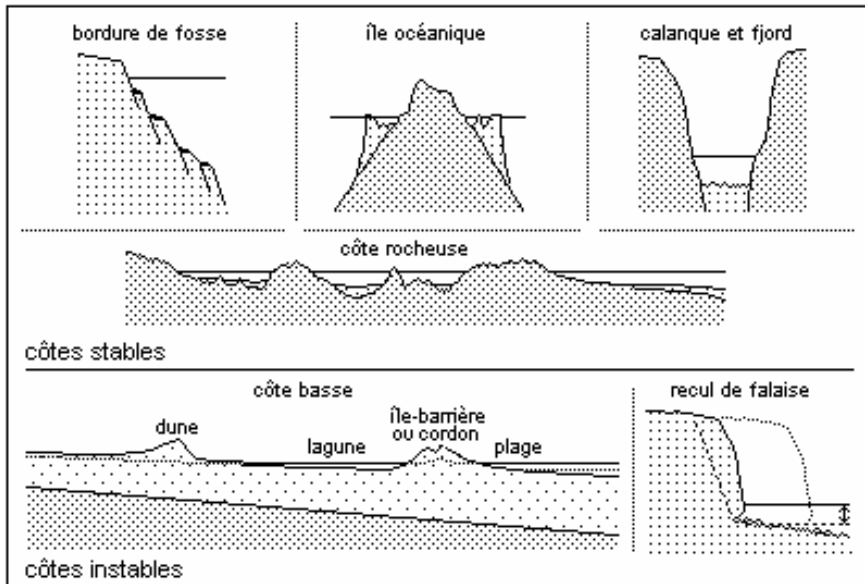 bordure de fosse
île océanique
calanque et fjord
côte rocheuse
côtes stables
côte basse
recul de falaise
dune
lagune
île-barrière
ou cordon
plage
côtes instables